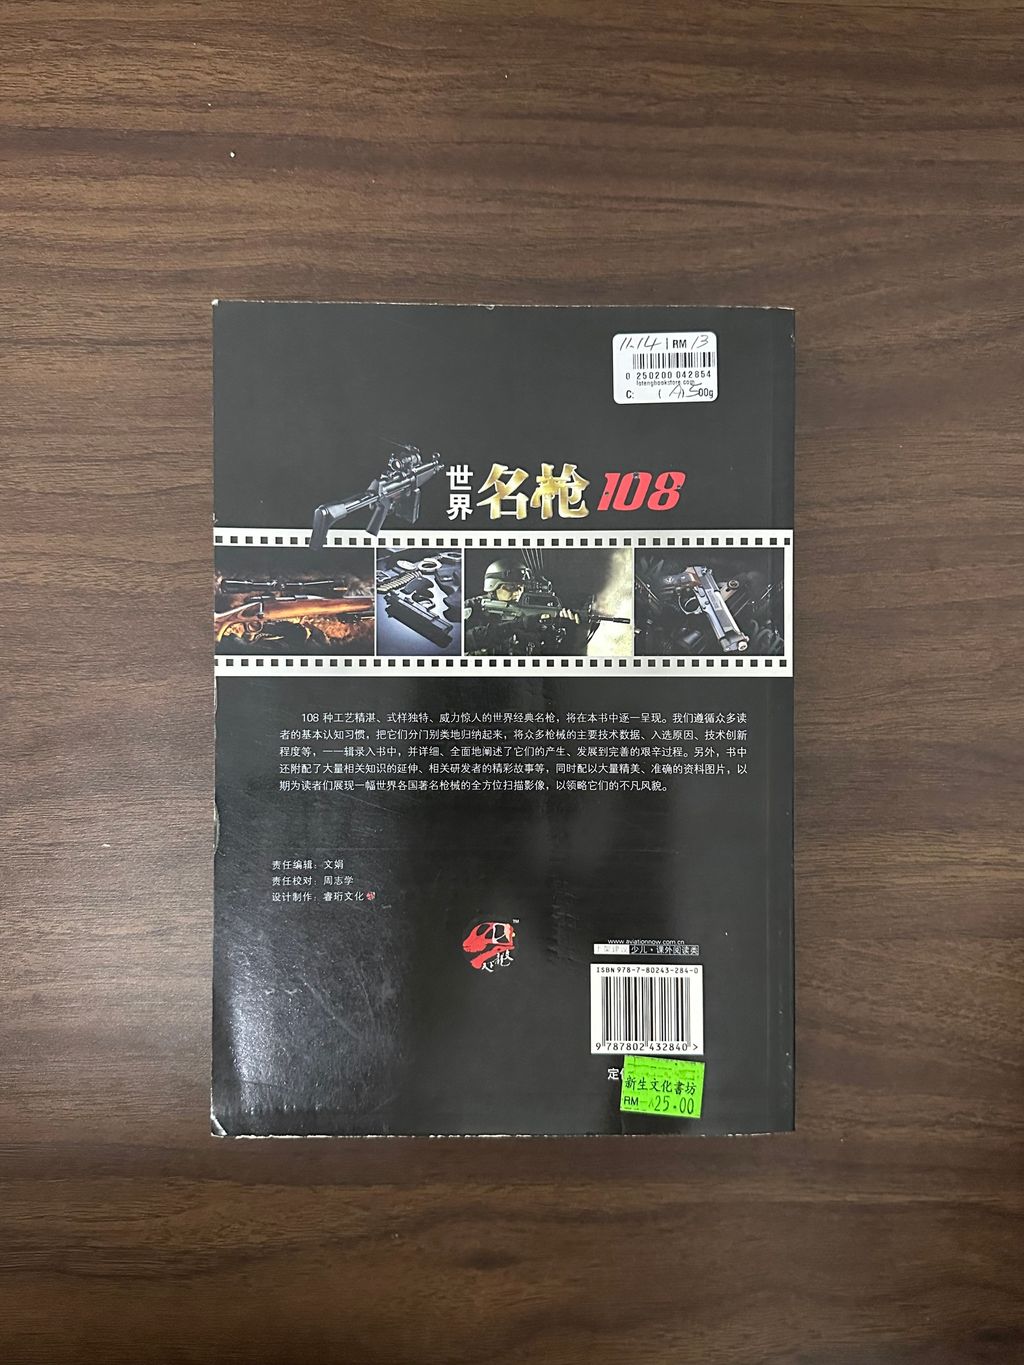 11.14 | RM 13
0 250200 042854
fatengbookstore.com
C: ( A) 500g
世界名枪108
108 种工艺精湛、式样独特、威力惊人的世界经典名枪，将在本书中逐一呈现。我们遵循众多读
者的基本认知习惯，把它们分门别类地归纳起来，将众多枪械的主要技术数据、入选原因、技术创新
程度等，一一辑录入书中，并详细、全面地阐述了它们的产生、发展到完善的艰辛过程。另外，书中
还附配了大量相关知识的延伸、相关研发者的精彩故事等，同时配以大量精美、准确的资料图片，以
期为读者们展现一幅世界各国著名枪械的全方位扫描影像，以领略它们的不凡风貌。
责任编辑：文娟
责任校对：周志学
设计制作：睿珩文化
TM
www.aviationnow.com.cn
上架建议 少儿·课外阅读类
ISBN 978-7-80243-284-0
9 787802 432840 >
定价
新生文化書坊
RM 25.00